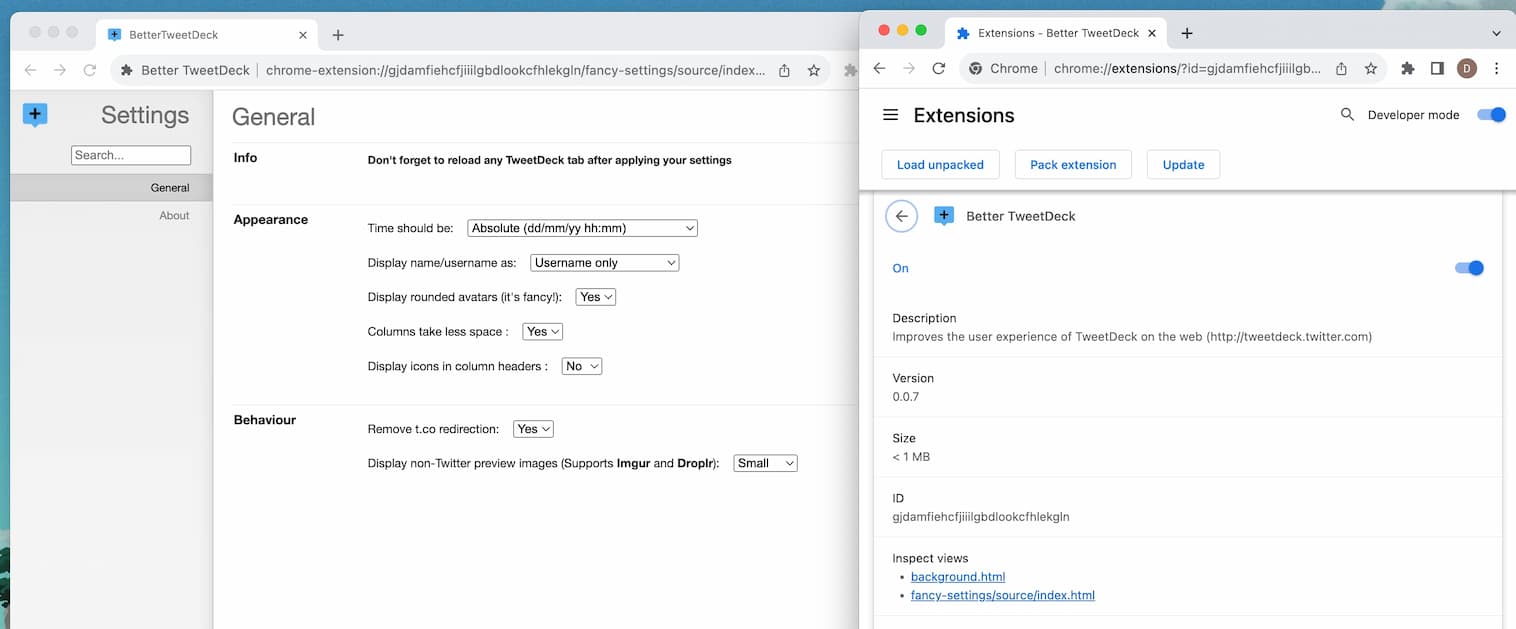 BetterTweetDeck
Better TweetDeck
chrome-extension://gjdamfiehcfjiiilgbdlookcfhlekgln/fancy-settings/source/index...
Settings
Search...
General
About
General
Info
Don't forget to reload any TweetDeck tab after applying your settings
Appearance
Time should be: Absolute (dd/mm/yy hh:mm)
Display name/username as: Username only
Display rounded avatars (it's fancy!): Yes
Columns take less space : Yes
Display icons in column headers : No
Behaviour
Remove t.co redirection: Yes
Display non-Twitter preview images (Supports Imgur and Droplr): Small
Extensions - Better TweetDeck
Chrome
chrome://extensions/?id=gjdamfiehcfjiiilgb...
D
Extensions
Developer mode
Load unpacked
Pack extension
Update
Better TweetDeck
On
Description
Improves the user experience of TweetDeck on the web (http://tweetdeck.twitter.com)
Version
0.0.7
Size
< 1 MB
ID
gjdamfiehcfjiiilgbdlookcfhlekgln
Inspect views
• background.html
• fancy-settings/source/index.html